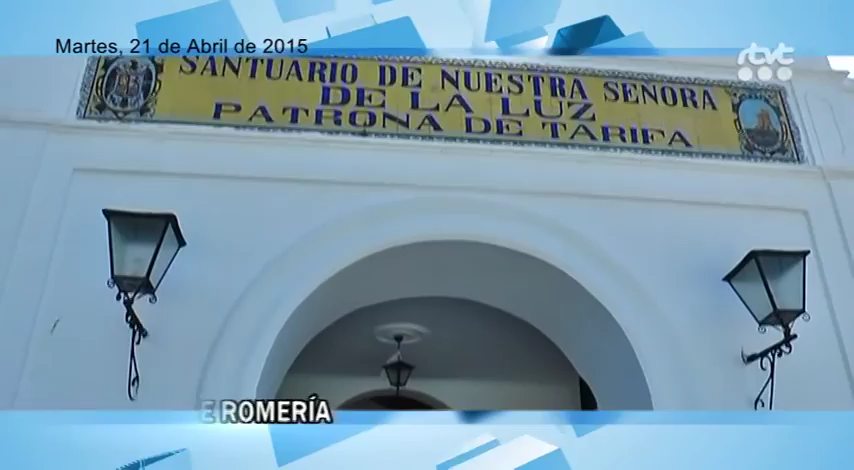 Martes, 21 de Abril de 2015
rtvt
SANTUARIO DE NUESTRA SEÑORA
DE LA LUZ
PATRONA DE TARIFA
E ROMERÍA